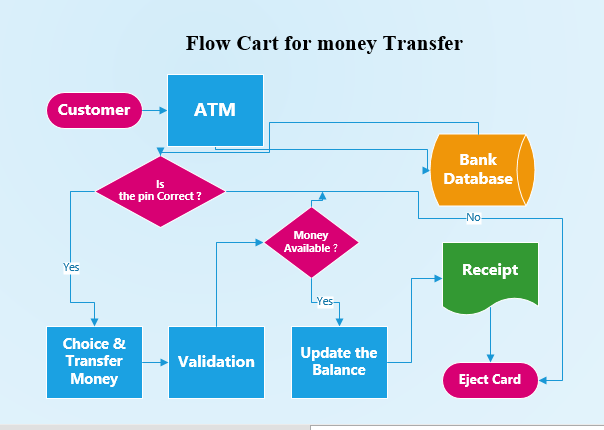 Flow Cart for money Transfer
Customer
ATM
Bank
Database
Is
the pin Correct ?
No
Money
Available ?
Yes
Receipt
Yes
Choice &
Transfer
Money
Validation
Update the
Balance
Eject Card